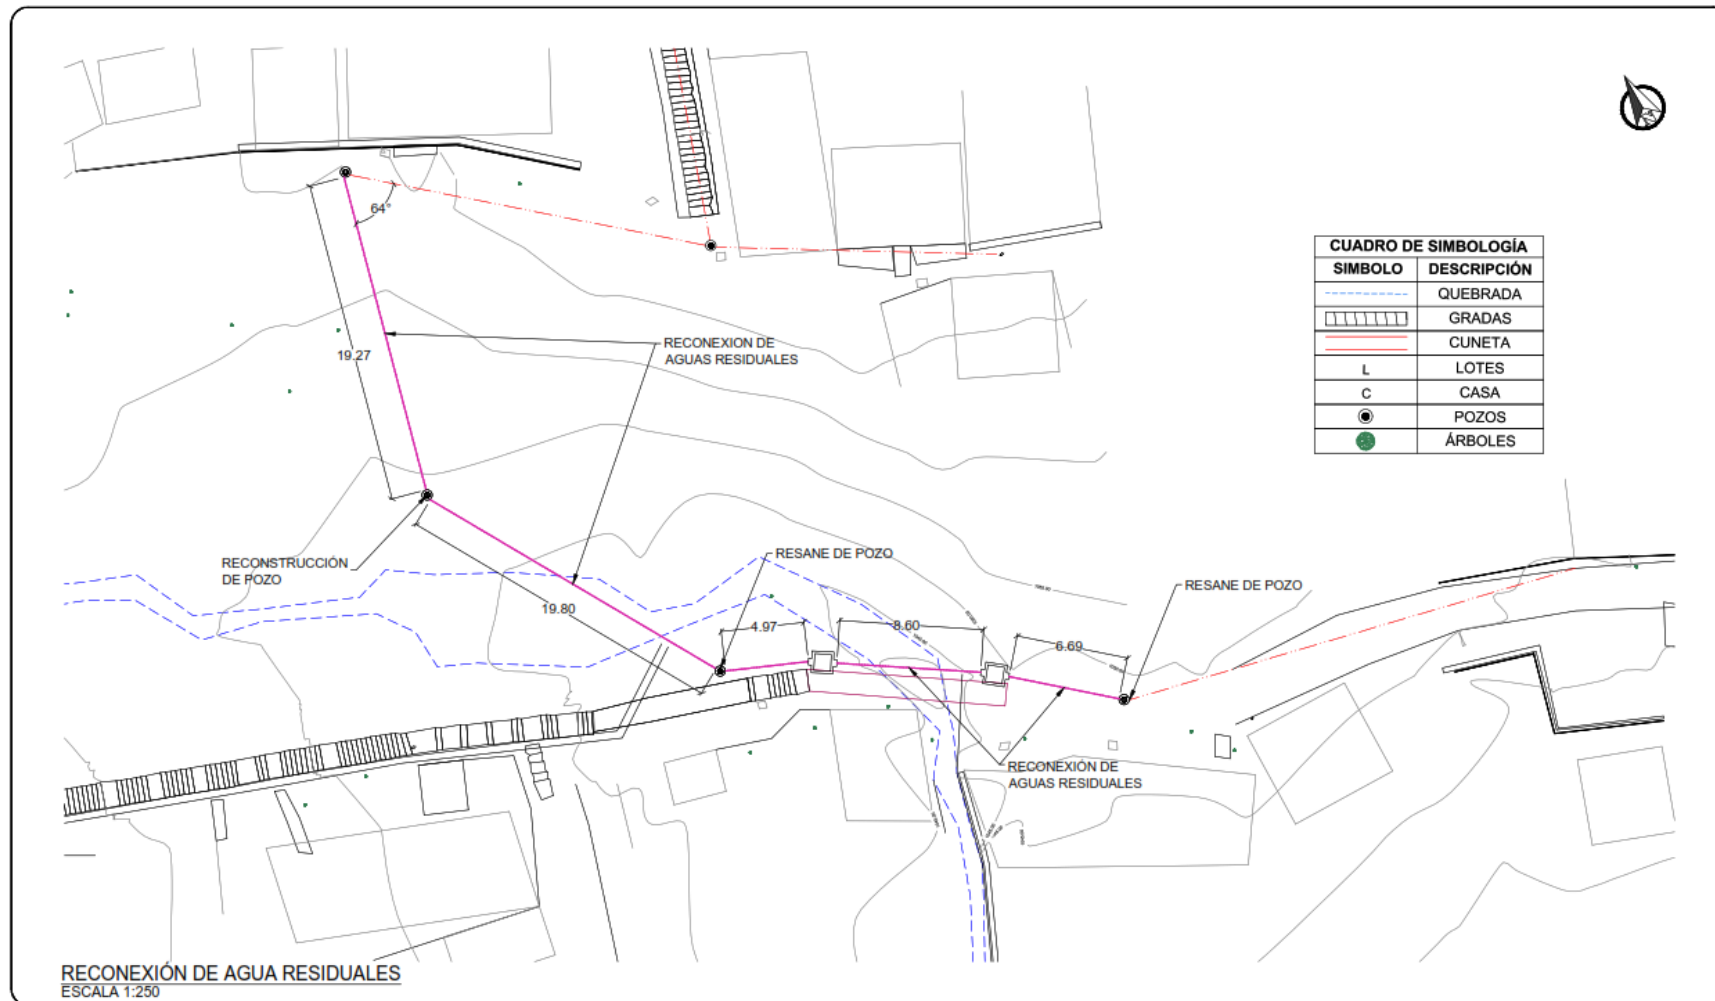 64°
19.27
RECONEXION DE
AGUAS RESIDUALES
CUADRO DE SIMBOLOGÍA
SIMBOLO DESCRIPCIÓN
QUEBRADA
GRADAS
CUNETA
L LOTES
C CASA
POZOS
ÁRBOLES
RECONSTRUCCIÓN
DE POZO
19.80
RESANE DE POZO
4.97
8.60
6.69
RESANE DE POZO
RECONEXIÓN DE
AGUAS RESIDUALES
RECONEXIÓN DE AGUA RESIDUALES
ESCALA 1:250